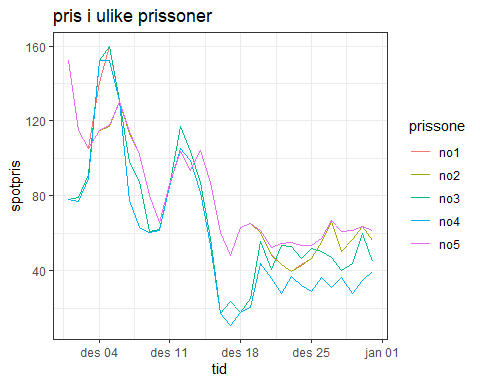 pris i ulike prissoner
160
120
80
40
spotpris
des 04
des 11
des 18
des 25
jan 01
tid
prissone
no1
no2
no3
no4
no5